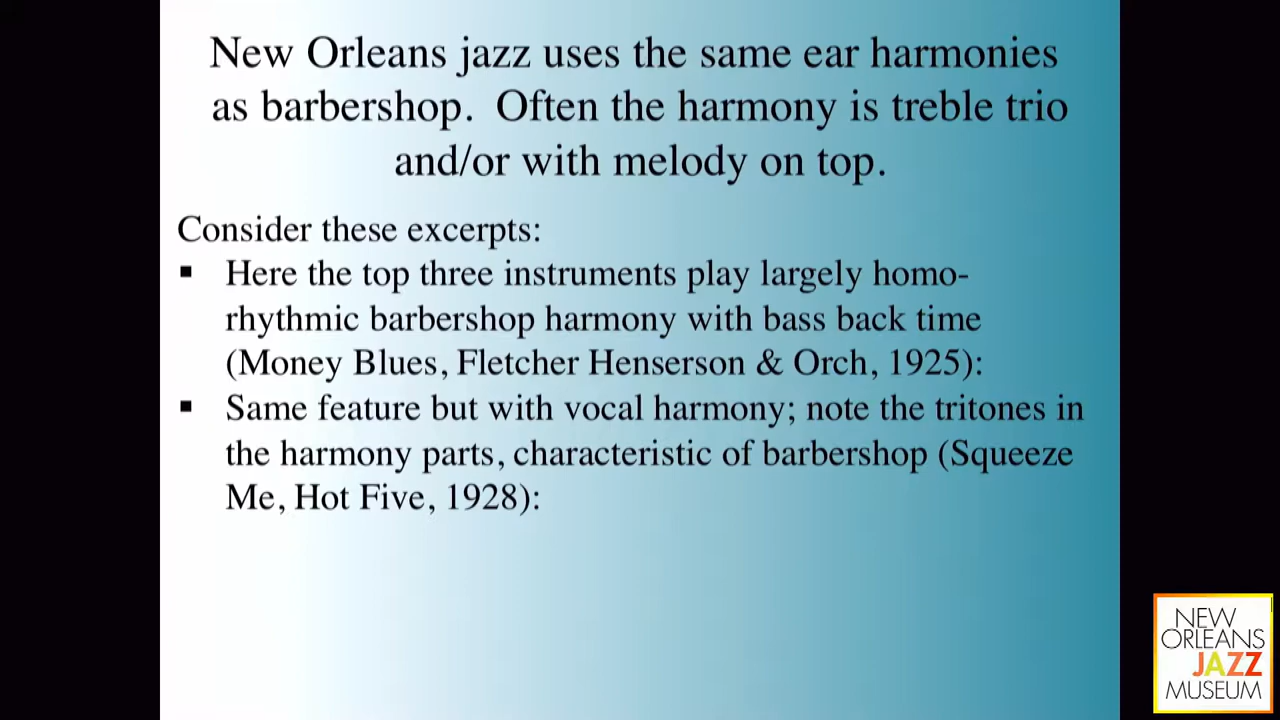 New Orleans jazz uses the same ear harmonies
as barbershop. Often the harmony is treble trio
and/or with melody on top.
Consider these excerpts:
▪ Here the top three instruments play largely homo-
rhythmic barbershop harmony with bass back time
(Money Blues, Fletcher Henserson & Orch, 1925):
▪ Same feature but with vocal harmony; note the tritones in
the harmony parts, characteristic of barbershop (Squeeze
Me, Hot Five, 1928):
NEW
ORLEANS
JAZZ
MUSEUM